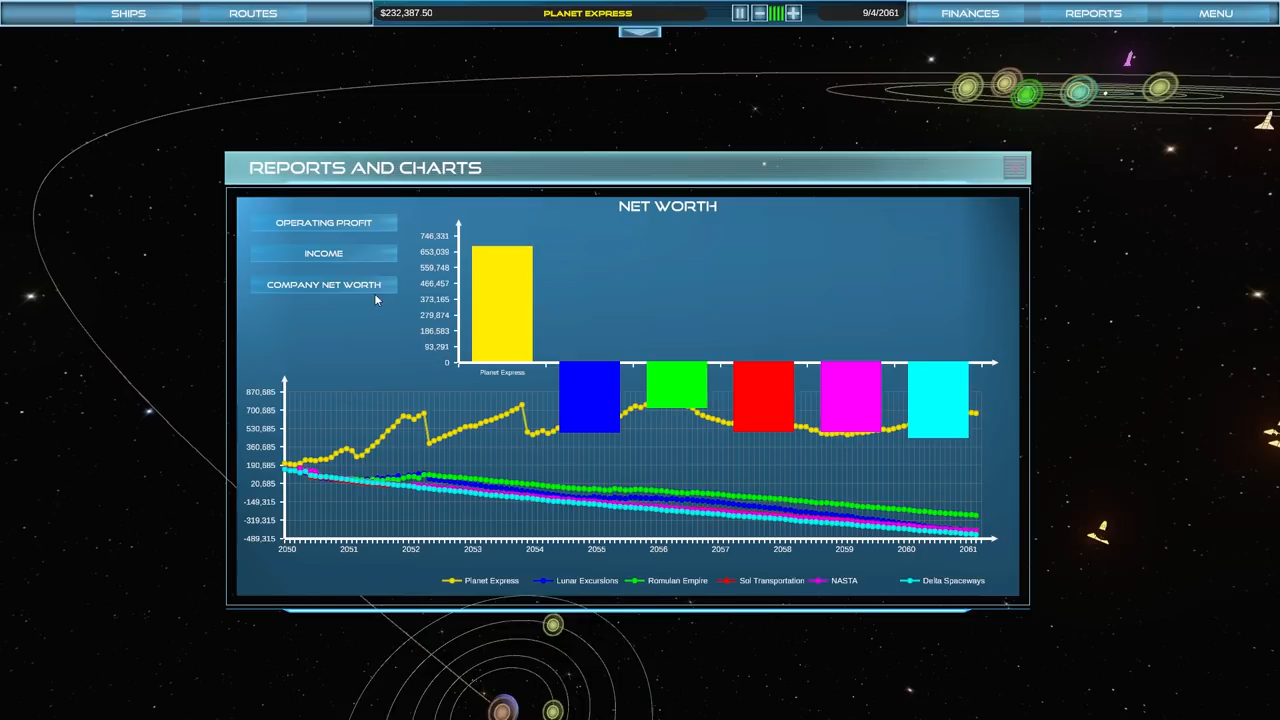 SHIPS
ROUTES
$232,387.50
PLANET EXPRESS
9/4/2061
FINANCES
REPORTS
MENU
REPORTS AND CHARTS
OPERATING PROFIT
INCOME
COMPANY NET WORTH
NET WORTH
746,331
653,039
559,748
466,457
373,165
279,874
186,583
93,291
0
Planet Express
870,685
700,685
530,685
360,685
190,685
20,685
-149,315
-319,315
-489,315
2050 2051 2052 2053 2054 2055 2056 2057 2058 2059 2060 2061
Planet Express Lunar Excursions Romulan Empire Sol Transportation NASTA Delta Spaceways